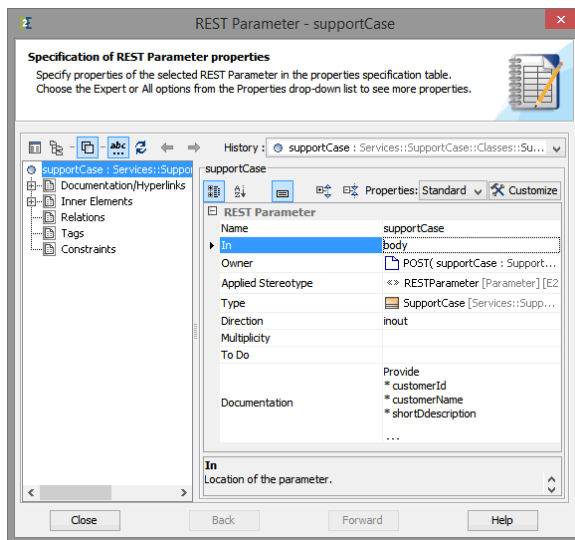 REST Parameter - supportCase
Specification of REST Parameter properties
Specify properties of the selected REST Parameter in the properties specification table.
Choose the Expert or All options from the Properties drop-down list to see more properties.
History : supportCase : Services::SupportCase::Classes::Su...
supportCase : Services::Suppor
Documentation/Hyperlinks
Inner Elements
Relations
Tags
Constraints
supportCase
Properties: Standard Customize
REST Parameter
Name supportCase
In body
Owner POST( supportCase : Support...
Applied Stereotype «» RESTParameter [Parameter] [E2
Type SupportCase [Services::Supp...
Direction inout
Multiplicity
To Do
Documentation
Provide
* customerId
* customerName
* shortDdescription
...
In
Location of the parameter.
Close Back Forward Help